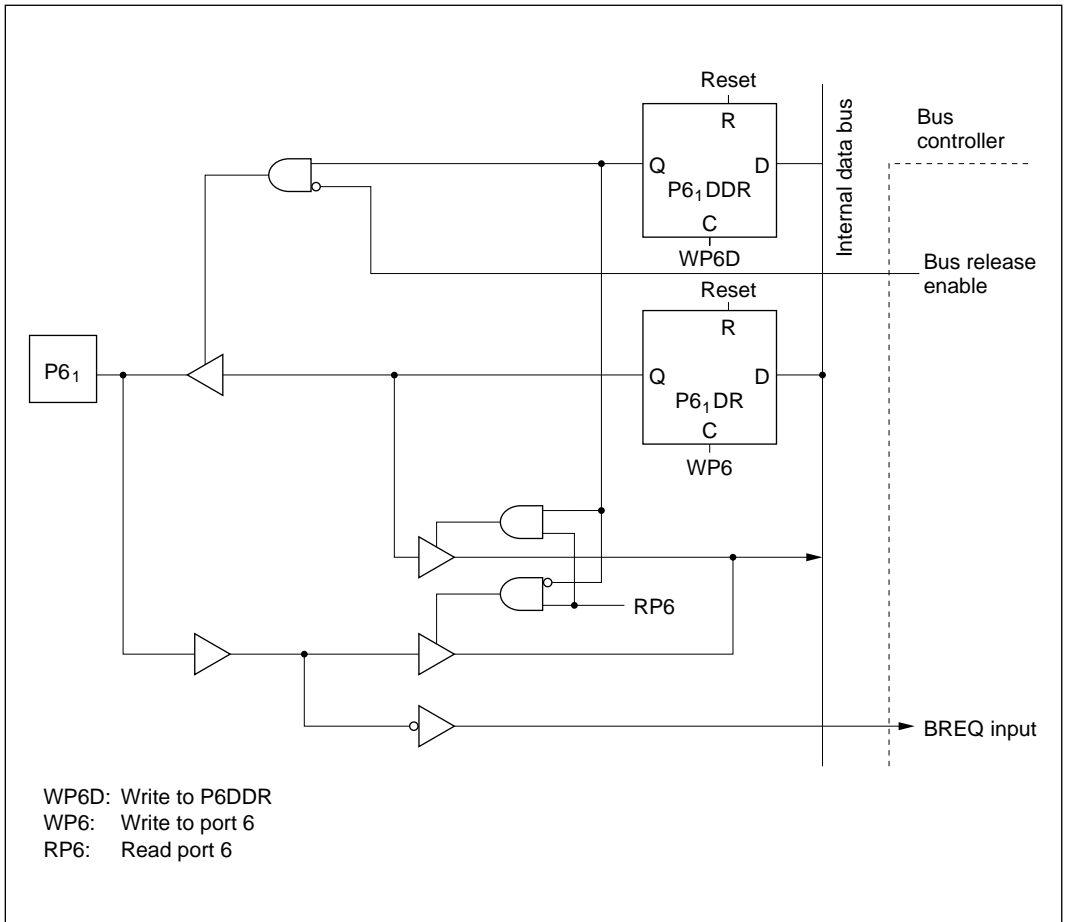 Reset
R
Q
D
P6₁DDR
C
WP6D
Internal data bus
Bus
controller
Bus release
enable
Reset
R
P6₁
Q
D
P6₁DR
C
WP6
RP6
BREQ input
WP6D: Write to P6DDR
WP6: Write to port 6
RP6: Read port 6